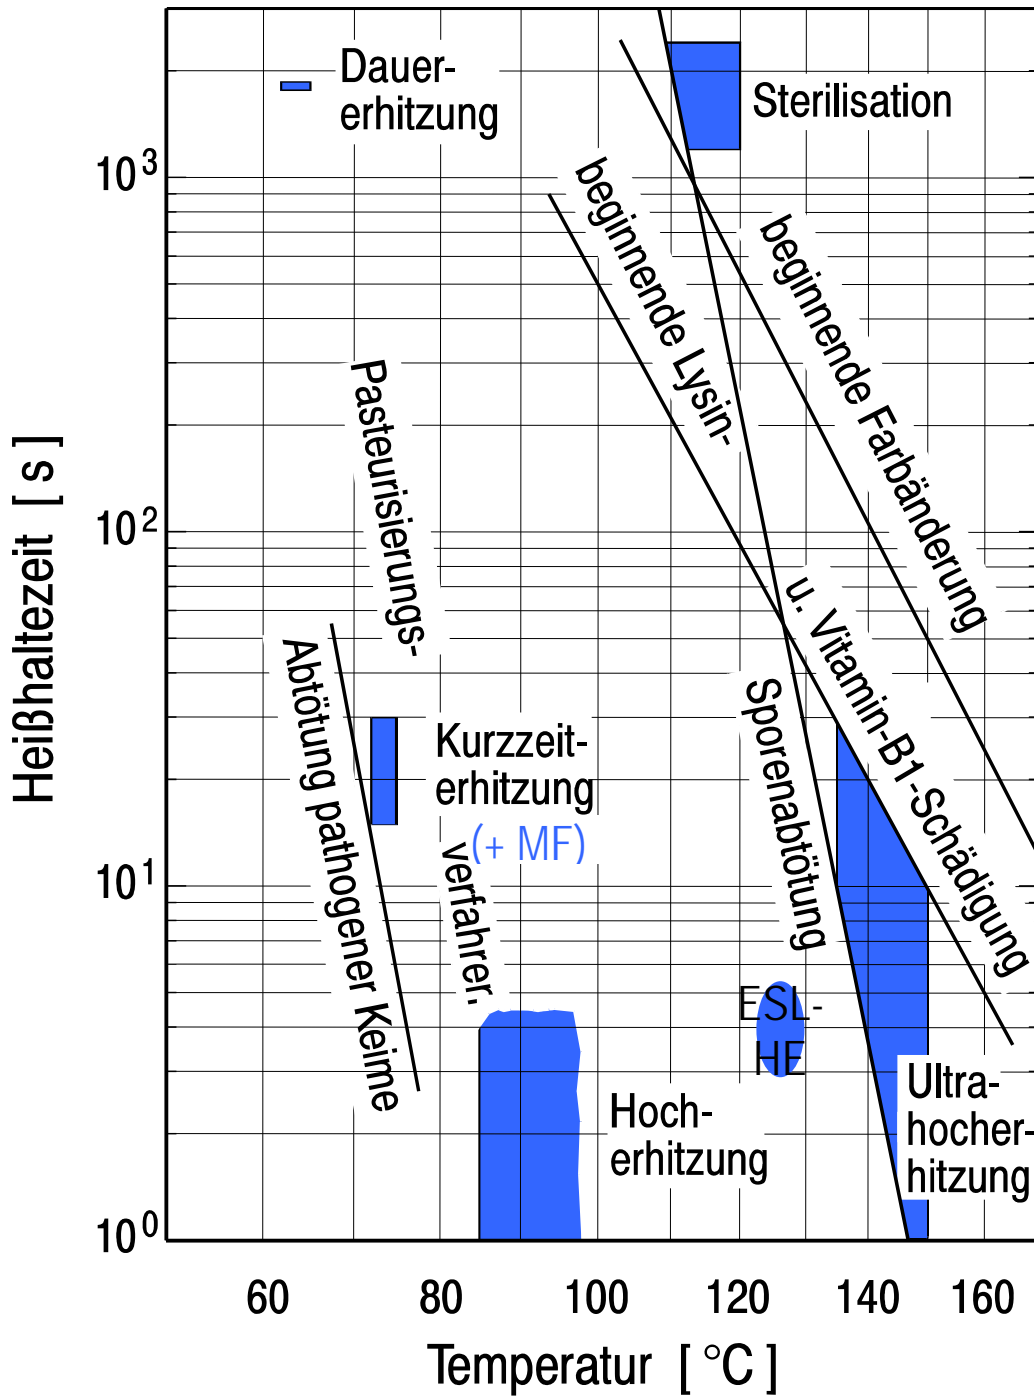 Dauer-
erhitzung
Sterilisation
beginnende Lysin-
u. Vitamin-B1-Schädigung
beginnende Farbänderung
Pasteurisierungs-
verfahrer.
Abtötung pathogener Keime
Kurzzeit-
erhitzung
(+ MF)
Sporenabtötung
ESL-
HE
Hoch-
erhitzung
Ultra-
hocher-
hitzung
Heißhaltezeit [ s ]
10³
10²
10¹
10⁰
60 80 100 120 140 160
Temperatur [ °C ]